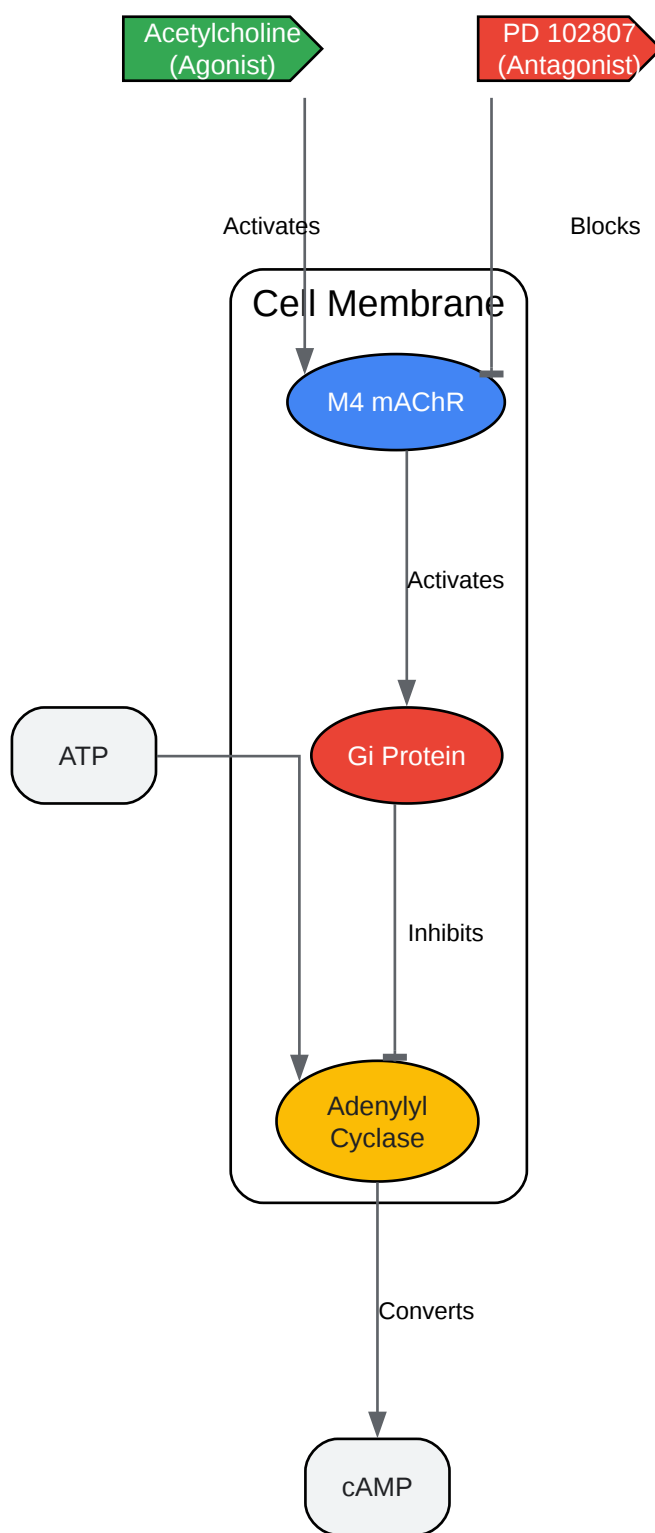 Acetylcholine
(Agonist)
PD 102807
(Antagonist)
Activates
Blocks
Cell Membrane
M4 mAChR
Activates
ATP
Gi Protein
Inhibits
Adenylyl
Cyclase
Converts
cAMP